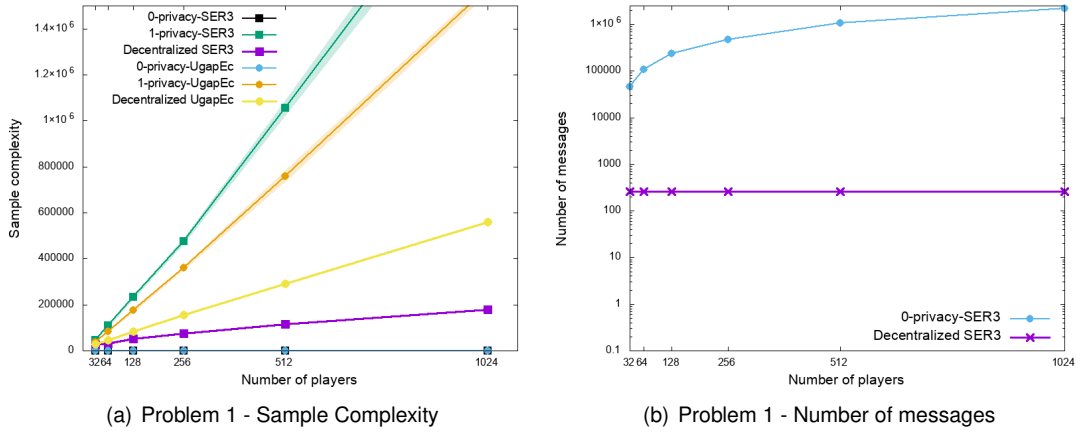 0-privacy-SER3
1-privacy-SER3
Decentralized SER3
0-privacy-UgapEc
1-privacy-UgapEc
Decentralized UgapEc
1.4*10^6
1.2*10^6
1*10^6
800000
600000
400000
200000
0
Sample complexity
32 64 128 256 512 1024
Number of players
(a) Problem 1 - Sample Complexity
1*10^6
100000
10000
1000
100
10
1
0.1
Number of messages
0-privacy-SER3
Decentralized SER3
32 64 128 256 512 1024
Number of players
(b) Problem 1 - Number of messages